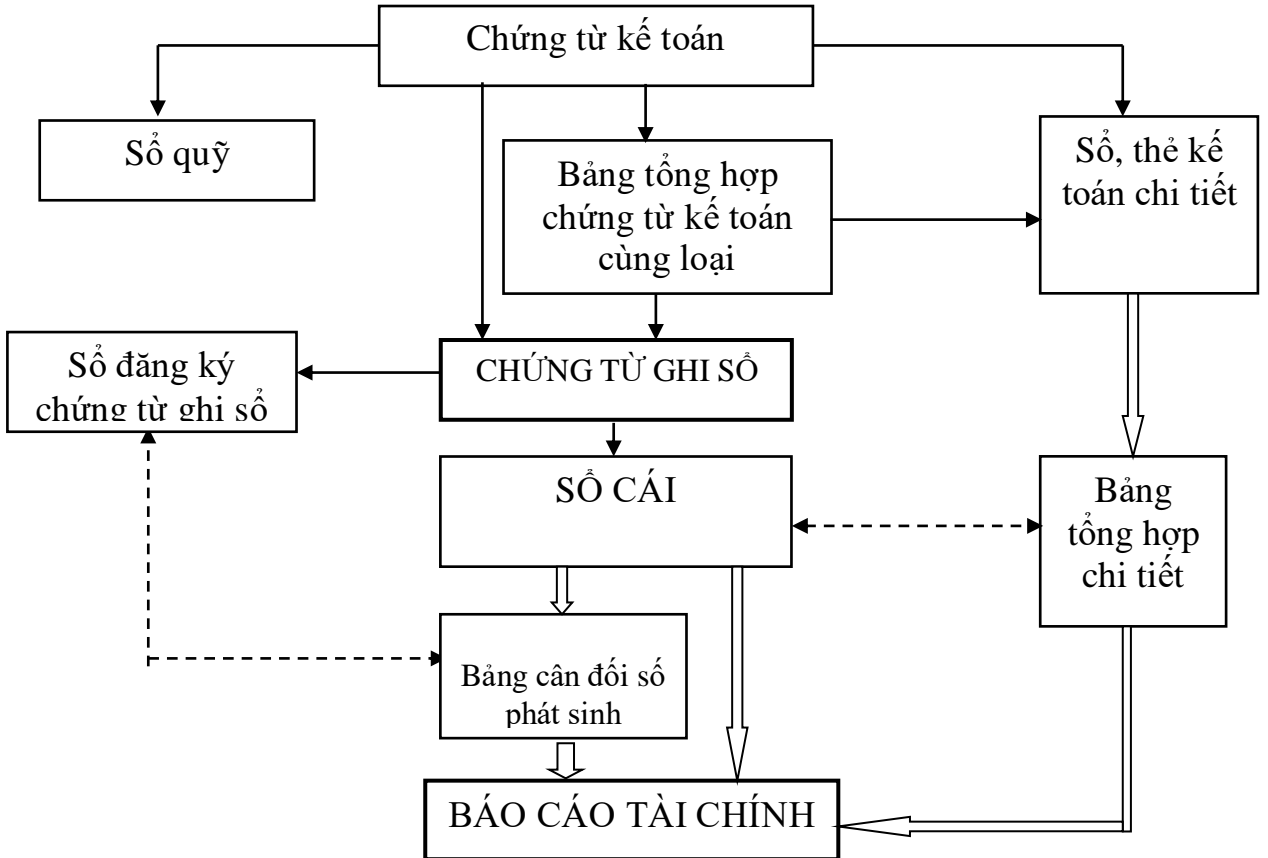 Chứng từ kế toán
Sổ quỹ
Bảng tổng hợp
chứng từ kế toán
cùng loại
Sổ, thẻ kế
toán chi tiết
Sổ đăng ký
chứng từ ghi sổ
CHỨNG TỪ GHI SỔ
SỔ CÁI
Bảng
tổng hợp
chi tiết
Bảng cân đối số
phát sinh
BÁO CÁO TÀI CHÍNH